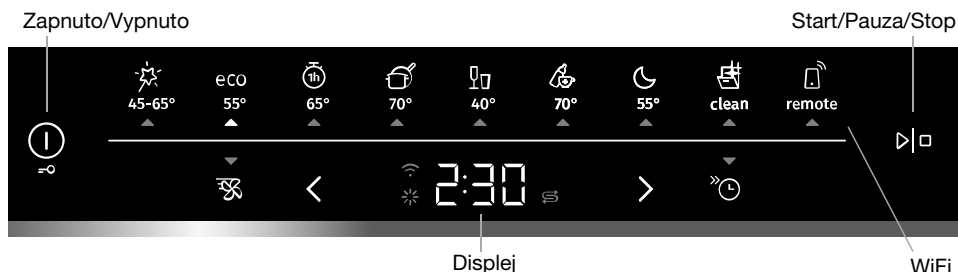 Zapnuto/Vypnuto Start/Pauza/Stop
1h
eco
45-65° 55° 65° 70° 40° 70° 55° clean remote
2:30
Displej
WiFi